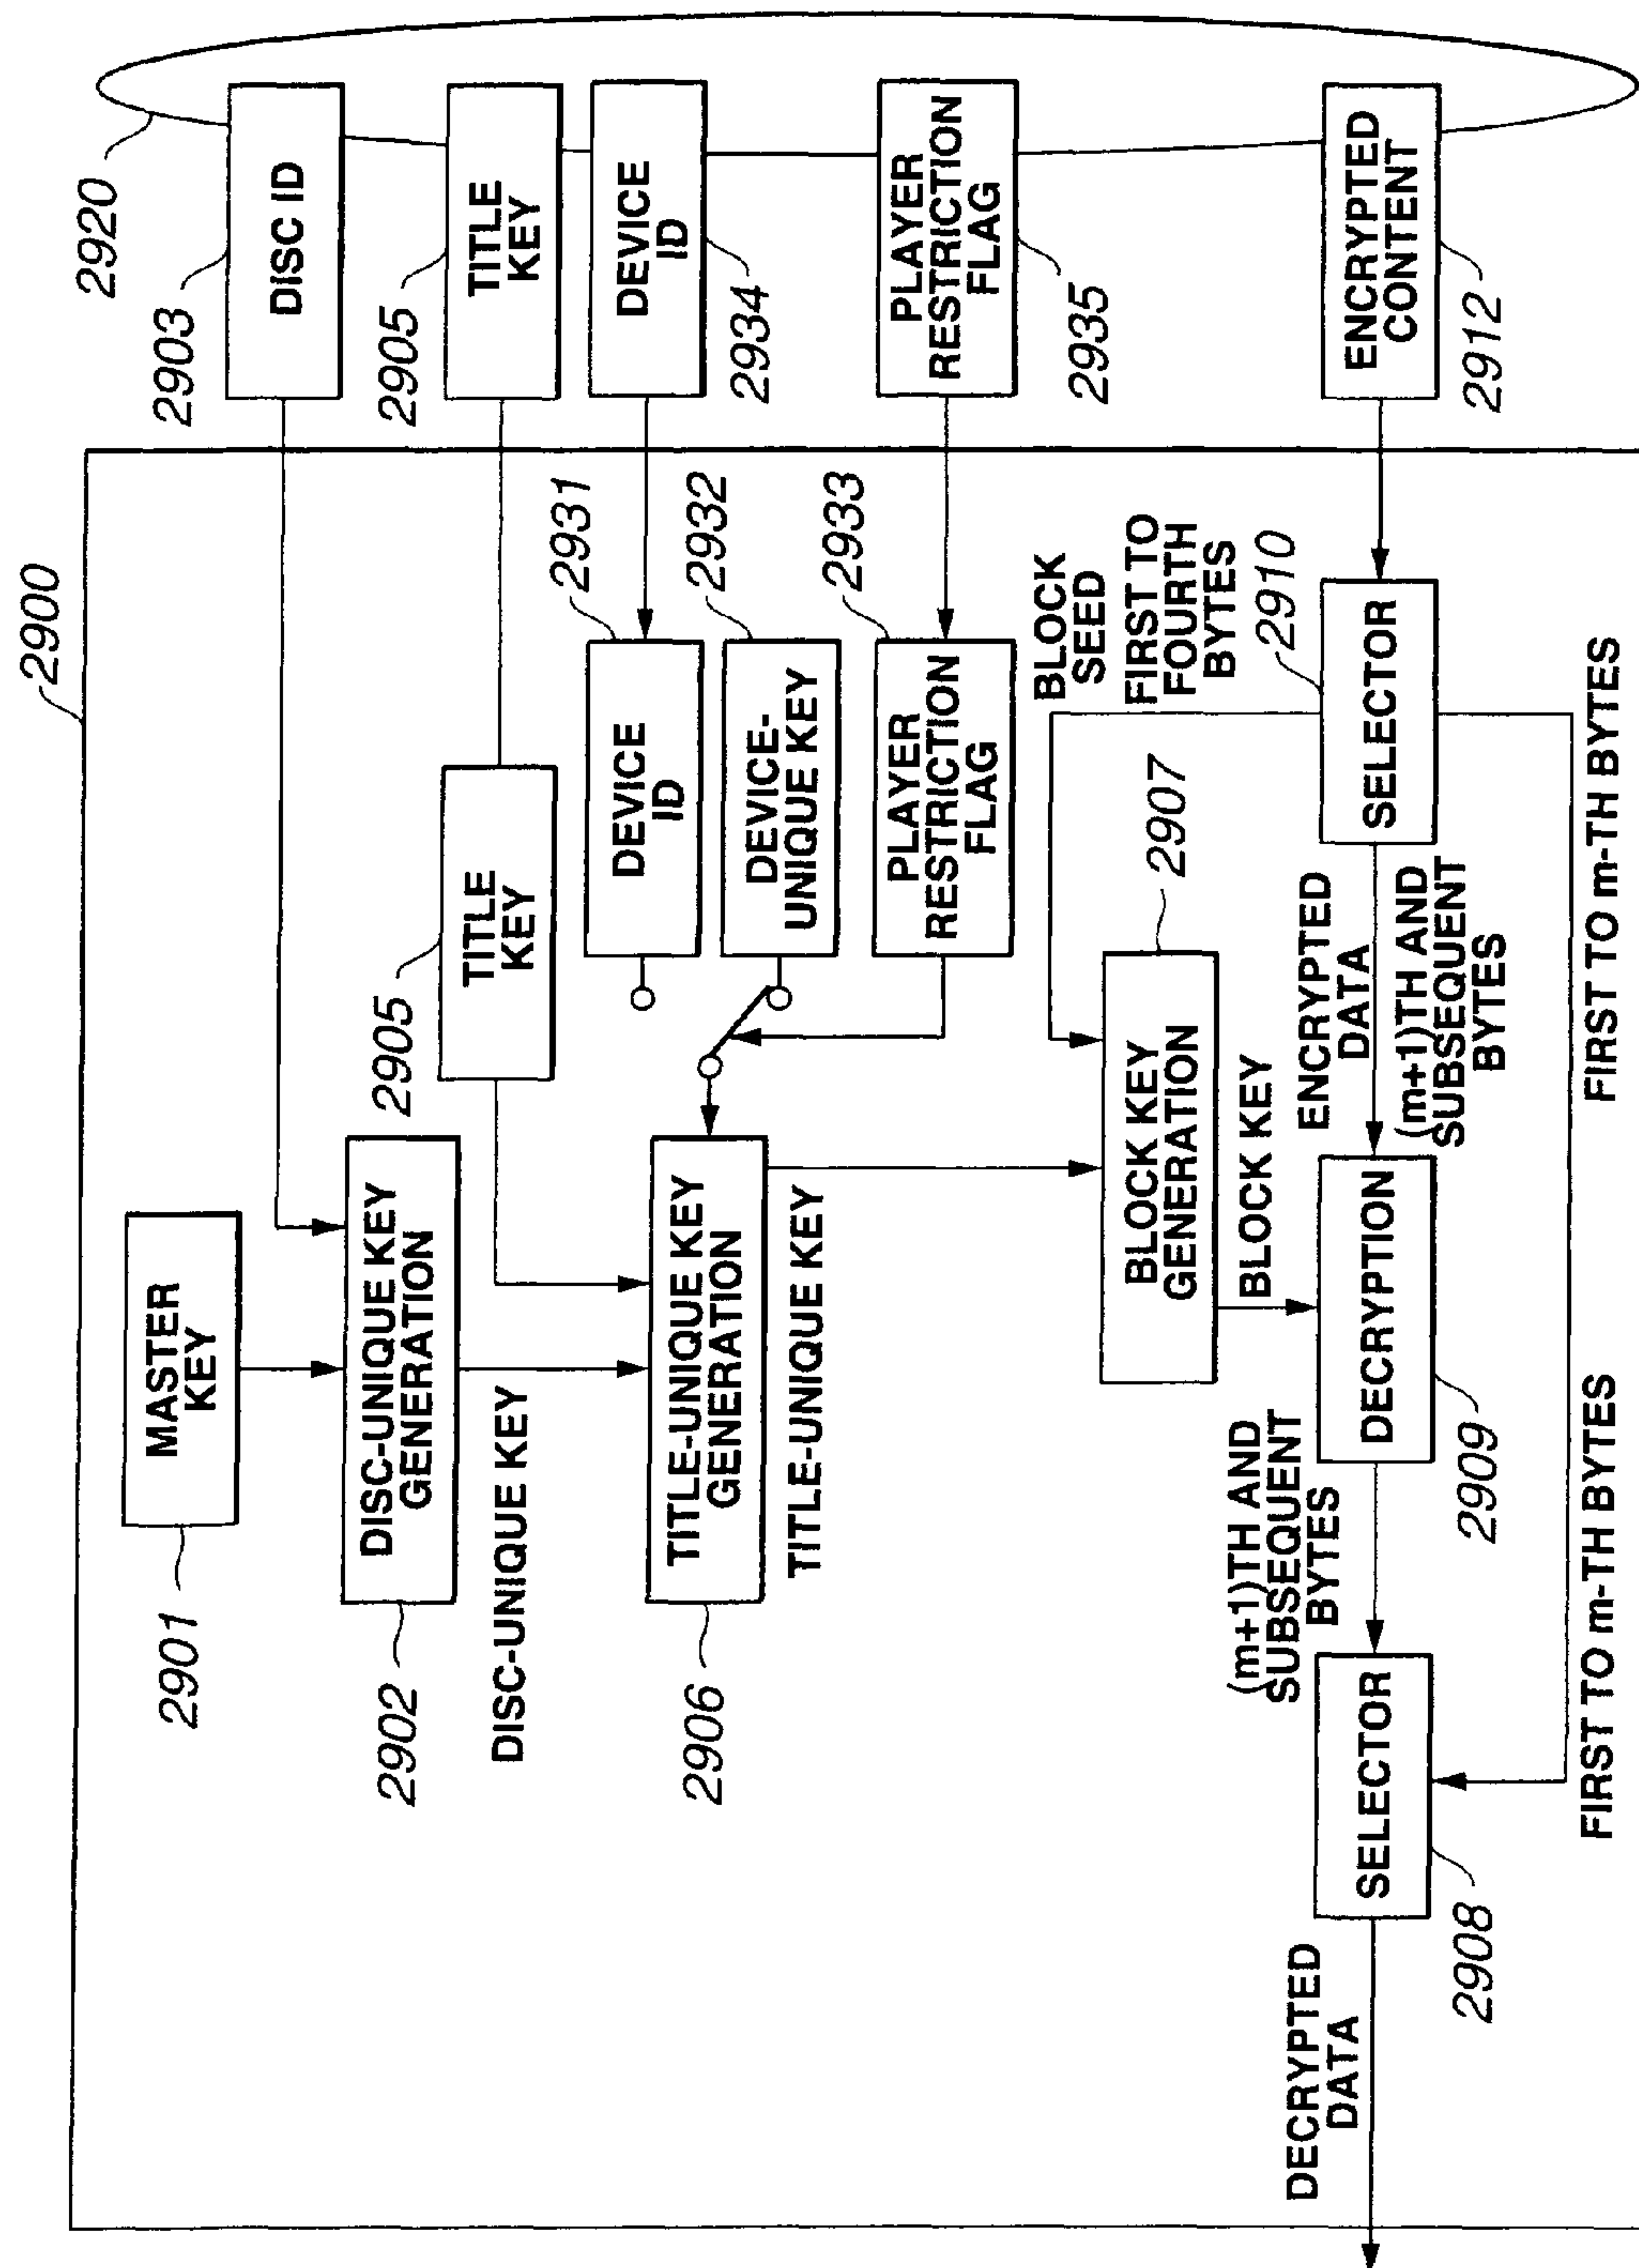 2900
2920
2903
DISC ID
2905
TITLE
KEY
DEVICE
ID
2934
PLAYER
RESTRICTION
FLAG
2935
ENCRYPTED
CONTENT
2912
MASTER
KEY
2901
DISC-UNIQUE KEY
GENERATION
2902
DISC-UNIQUE KEY
2905
TITLE
KEY
TITLE-UNIQUE KEY
GENERATION
2906
TITLE-UNIQUE KEY
2931
DEVICE
ID
2932
DEVICE-
UNIQUE KEY
2933
PLAYER
RESTRICTION
FLAG
BLOCK
SEED
FIRST TO
FOURTH
BYTES
2907
BLOCK KEY
GENERATION
BLOCK KEY
2910
SELECTOR
ENCRYPTED
DATA
(m+1)TH AND
SUBSEQUENT
BYTES
DECRYPTION
2909
(m+1)TH AND
SUBSEQUENT
BYTES
SELECTOR
2908
DECRYPTED
DATA
FIRST TO m-TH BYTES
FIRST TO m-TH BYTES